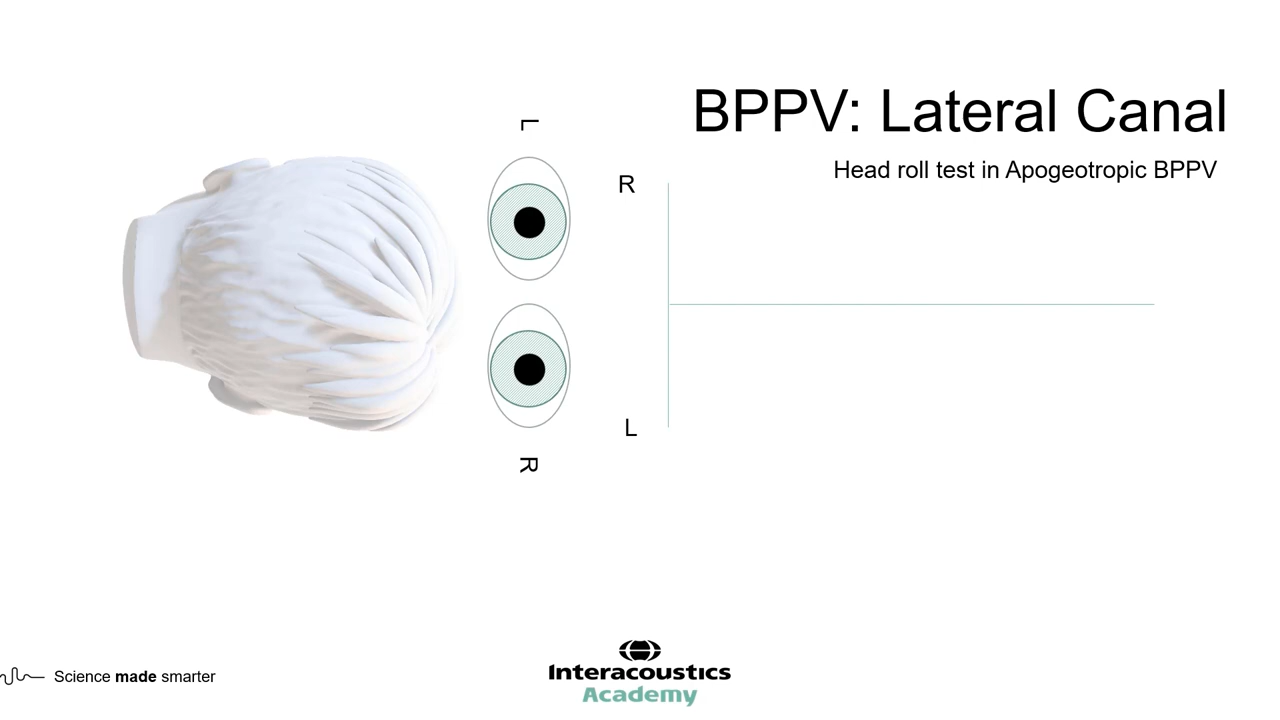 BPPV: Lateral Canal
Head roll test in Apogeotropic BPPV
L
R
L
R
Science made smarter
Interacoustics
Academy